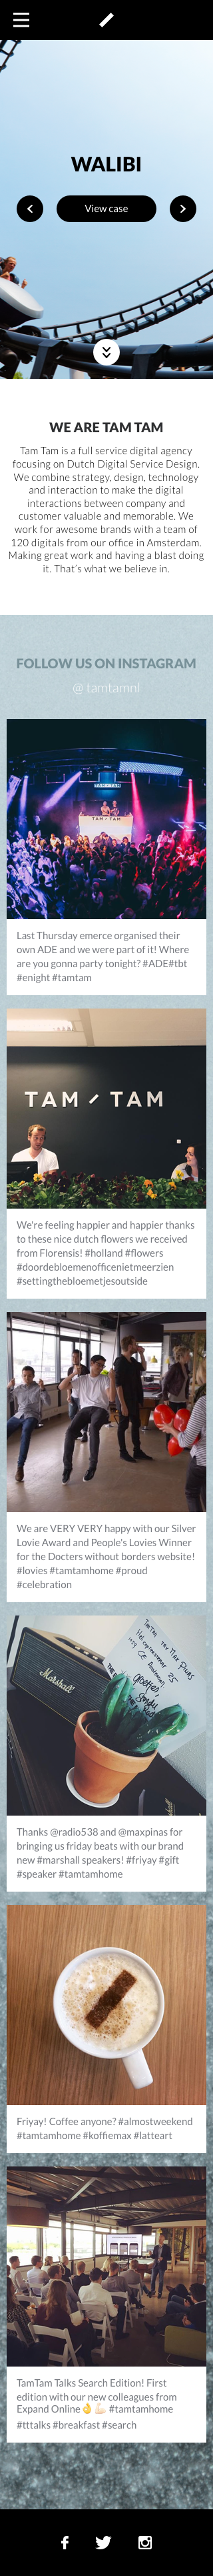 WALIBI
View case
WE ARE TAM TAM
Tam Tam is a full service digital agency
focusing on Dutch Digital Service Design.
We combine strategy, design, technology
and interaction to make the digital
interactions between company and
customer valuable and memorable. We
work for awesome brands with a team of
120 digitals from our office in Amsterdam.
Making great work and having a blast doing
it. That's what we believe in.
FOLLOW US ON INSTAGRAM
@ tamtamnl
TAM/TAM
TAM / TAM
Last Thursday emerce organised their
own ADE and we were part of it! Where
are you gonna party tonight? #ADE#tbt
#enight #tamtam
TAM / TAM
We're feeling happier and happier thanks
to these nice dutch flowers we received
from Florensis! #holland #flowers
#doordebloemenofficenietmeerzien
#settingthebloemetjesoutside
We are VERY VERY happy with our Silver
Lovie Award and People's Lovies Winner
for the Docters without borders website!
#lovies #tamtamhome #proud
#celebration
Marshall
Thanks @radio538 and @maxpinas for
bringing us friday beats with our brand
new #marshall speakers! #friyay #gift
#speaker #tamtamhome
Friyay! Coffee anyone? #almostweekend
#tamtamhome #koffiemax #latteart
TamTam Talks Search Edition! First
edition with our new colleagues from
Expand Online 👌💪🏻 #tamtamhome
#tttalks #breakfast #search